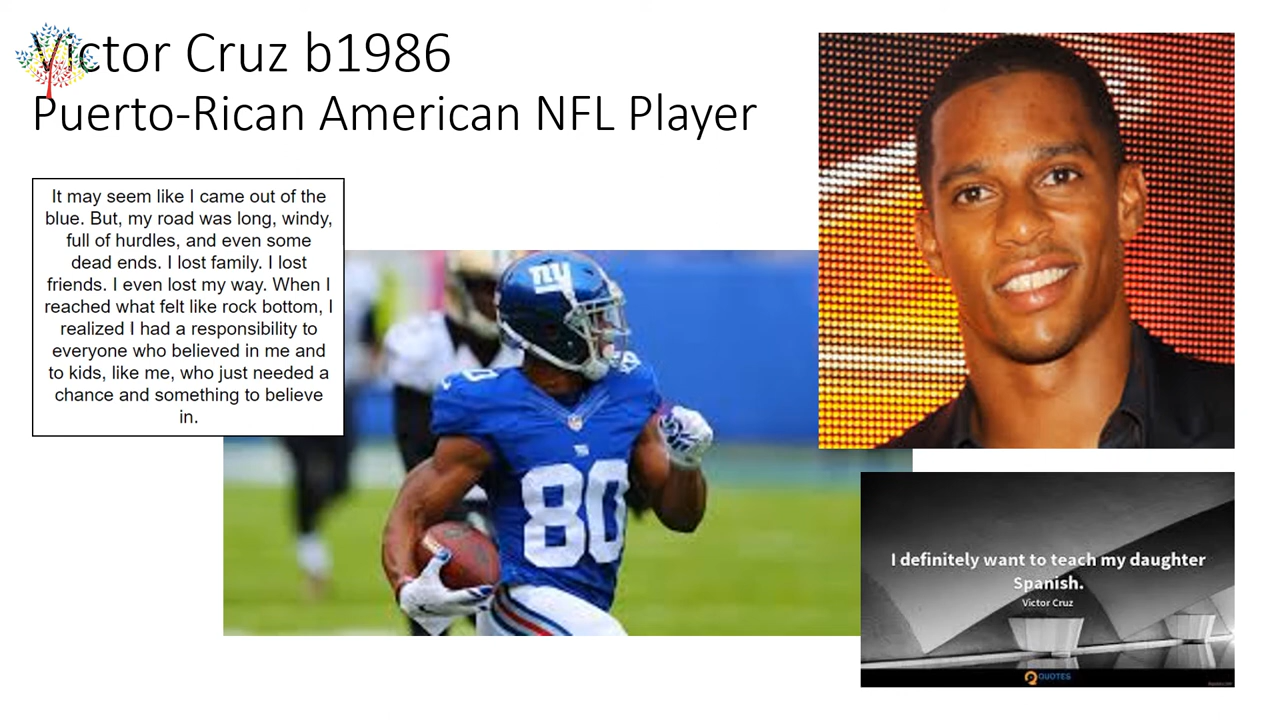 Victor Cruz b1986
Puerto-Rican American NFL Player
It may seem like I came out of the
blue. But, my road was long, windy,
full of hurdles, and even some
dead ends. I lost family. I lost
friends. I even lost my way. When I
reached what felt like rock bottom, I
realized I had a responsibility to
everyone who believed in me and
to kids, like me, who just needed a
chance and something to believe
in.
ny
80
80
I definitely want to teach my daughter
Spanish.
Victor Cruz
QUOTES